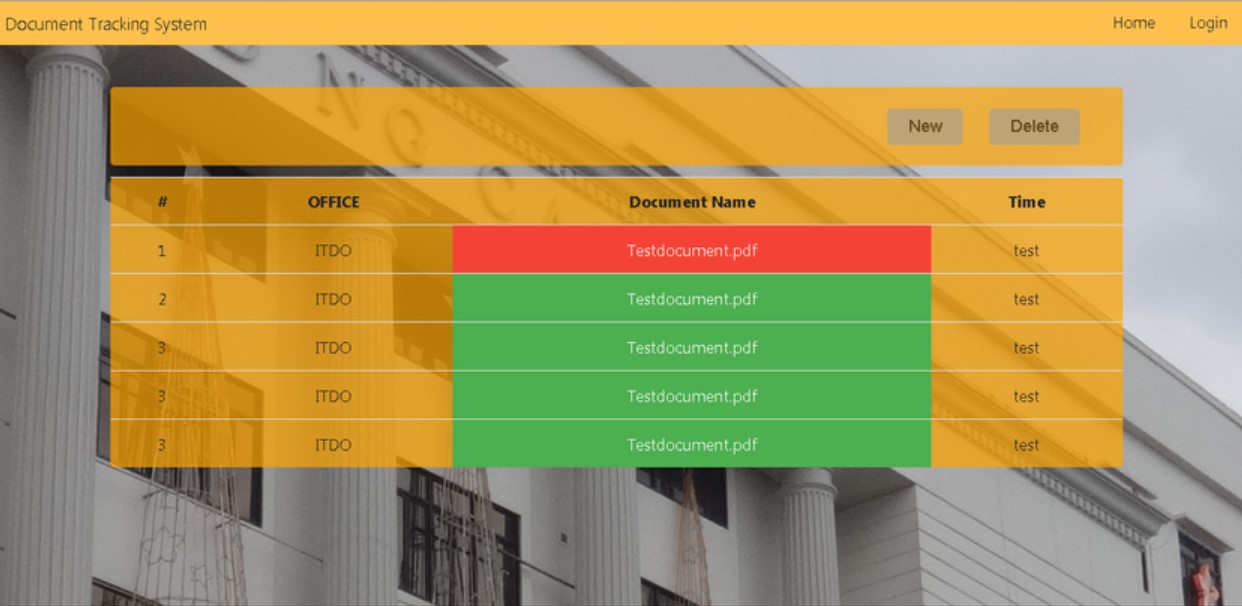 Document Tracking System Home Login
N G C A
New Delete
# OFFICE Document Name Time
1 ITDO Testdocument.pdf test
2 ITDO Testdocument.pdf test
3 ITDO Testdocument.pdf test
3 ITDO Testdocument.pdf test
3 ITDO Testdocument.pdf test